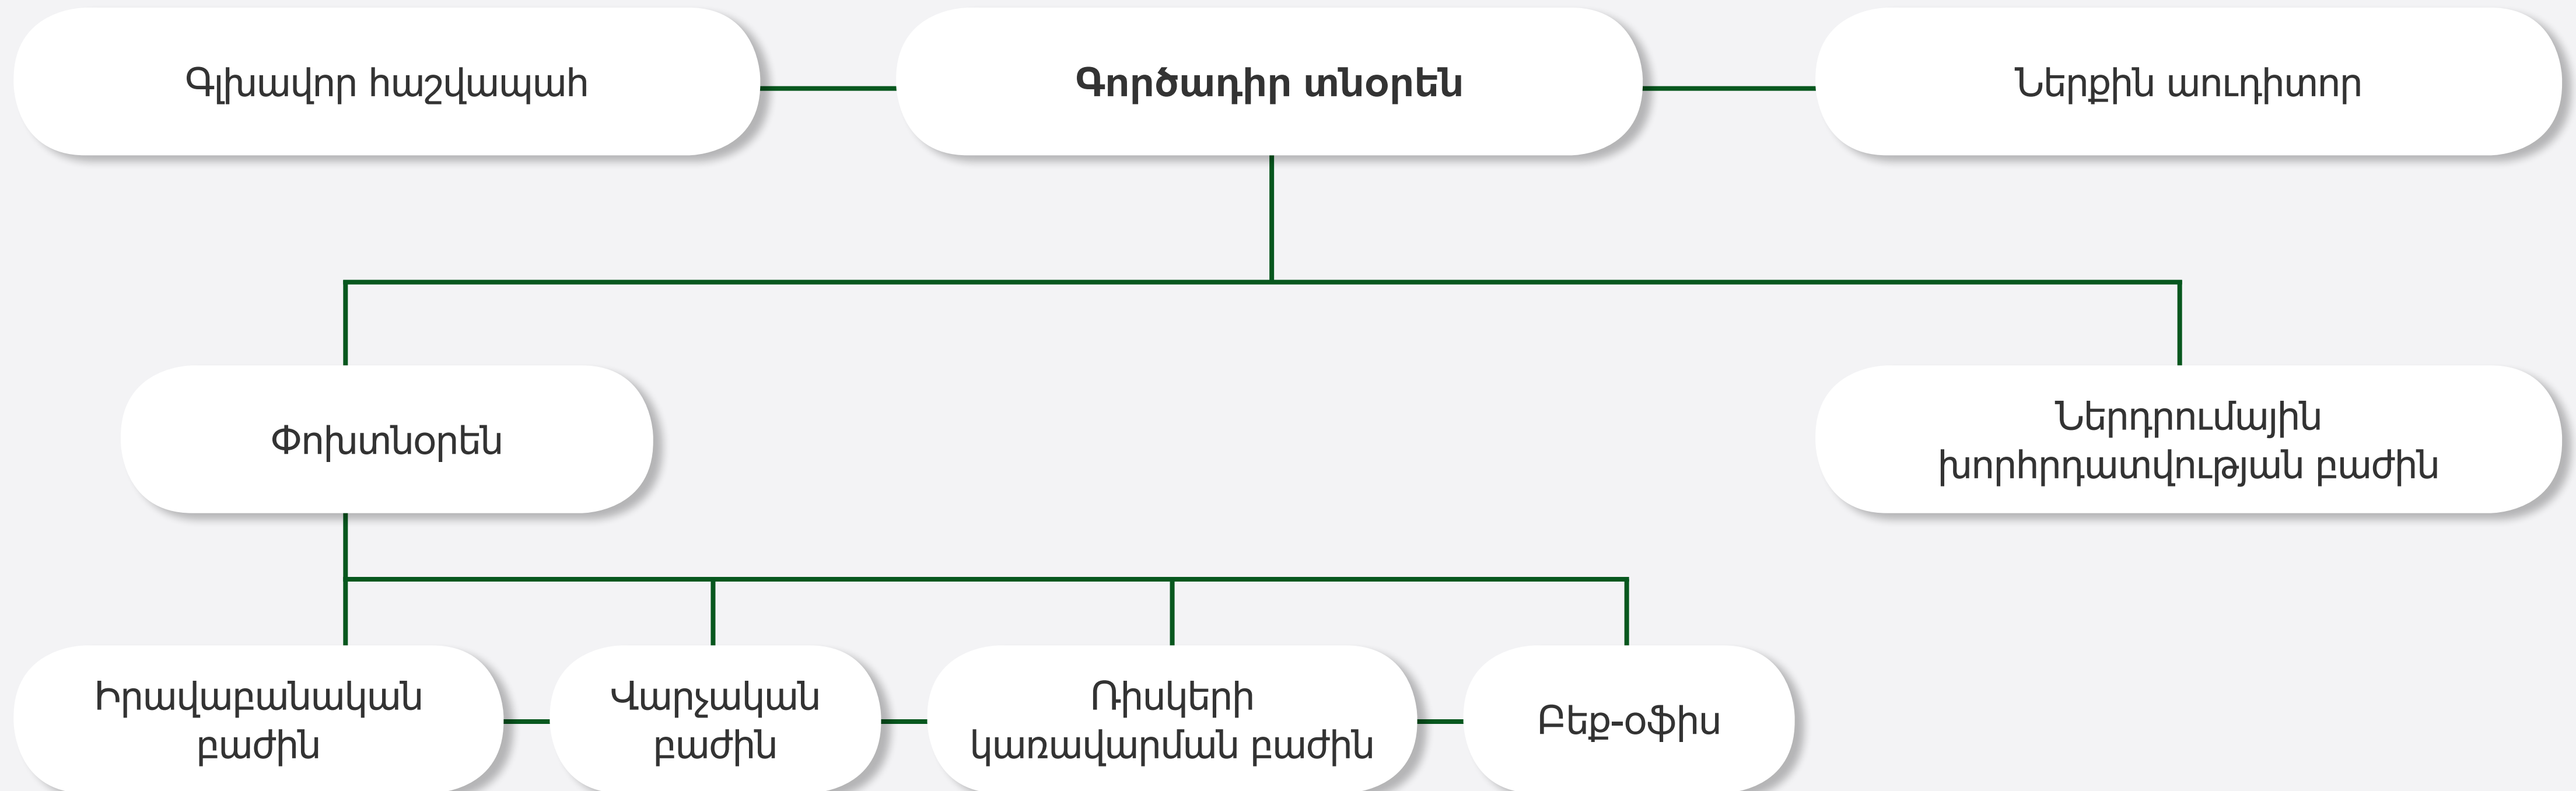 Գլխավոր հաշվապահ
Գործադիր տնօրեն
Ներքին աուդիտոր
Փոխտնօրեն
Ներդրումային
խորհրդատվության բաժին
Իրավաբանական
բաժին
Վարչական
բաժին
Ռիսկերի
կառավարման բաժին
Բեք-օֆիս